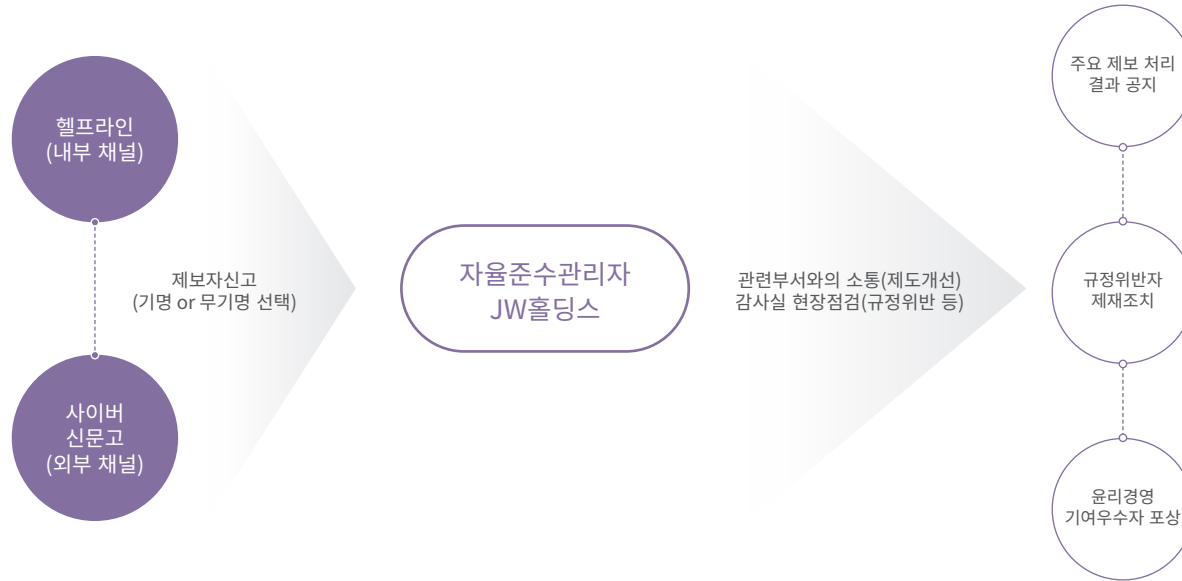 헬프라인
(내부 채널)
사이버
신문고
(외부 채널)
제보자신고
(기명 or 무기명 선택)
자율준수관리자
JW홀딩스
관련부서와의 소통(제도개선)
감사실 현장점검(규정위반 등)
주요 제보 처리
결과 공지
규정위반자
제재조치
윤리경영
기여우수자 포상